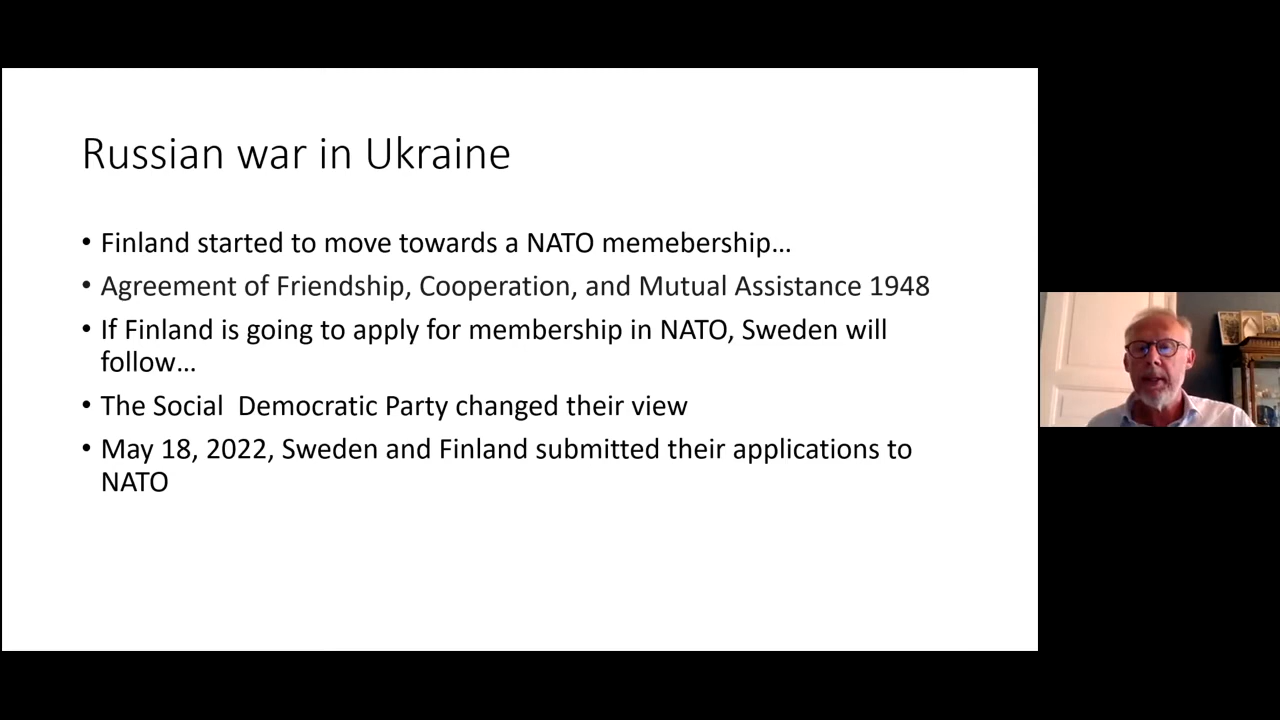 Russian war in Ukraine
• Finland started to move towards a NATO memebership…
• Agreement of Friendship, Cooperation, and Mutual Assistance 1948
• If Finland is going to apply for membership in NATO, Sweden will
follow…
• The Social  Democratic Party changed their view
• May 18, 2022, Sweden and Finland submitted their applications to
NATO